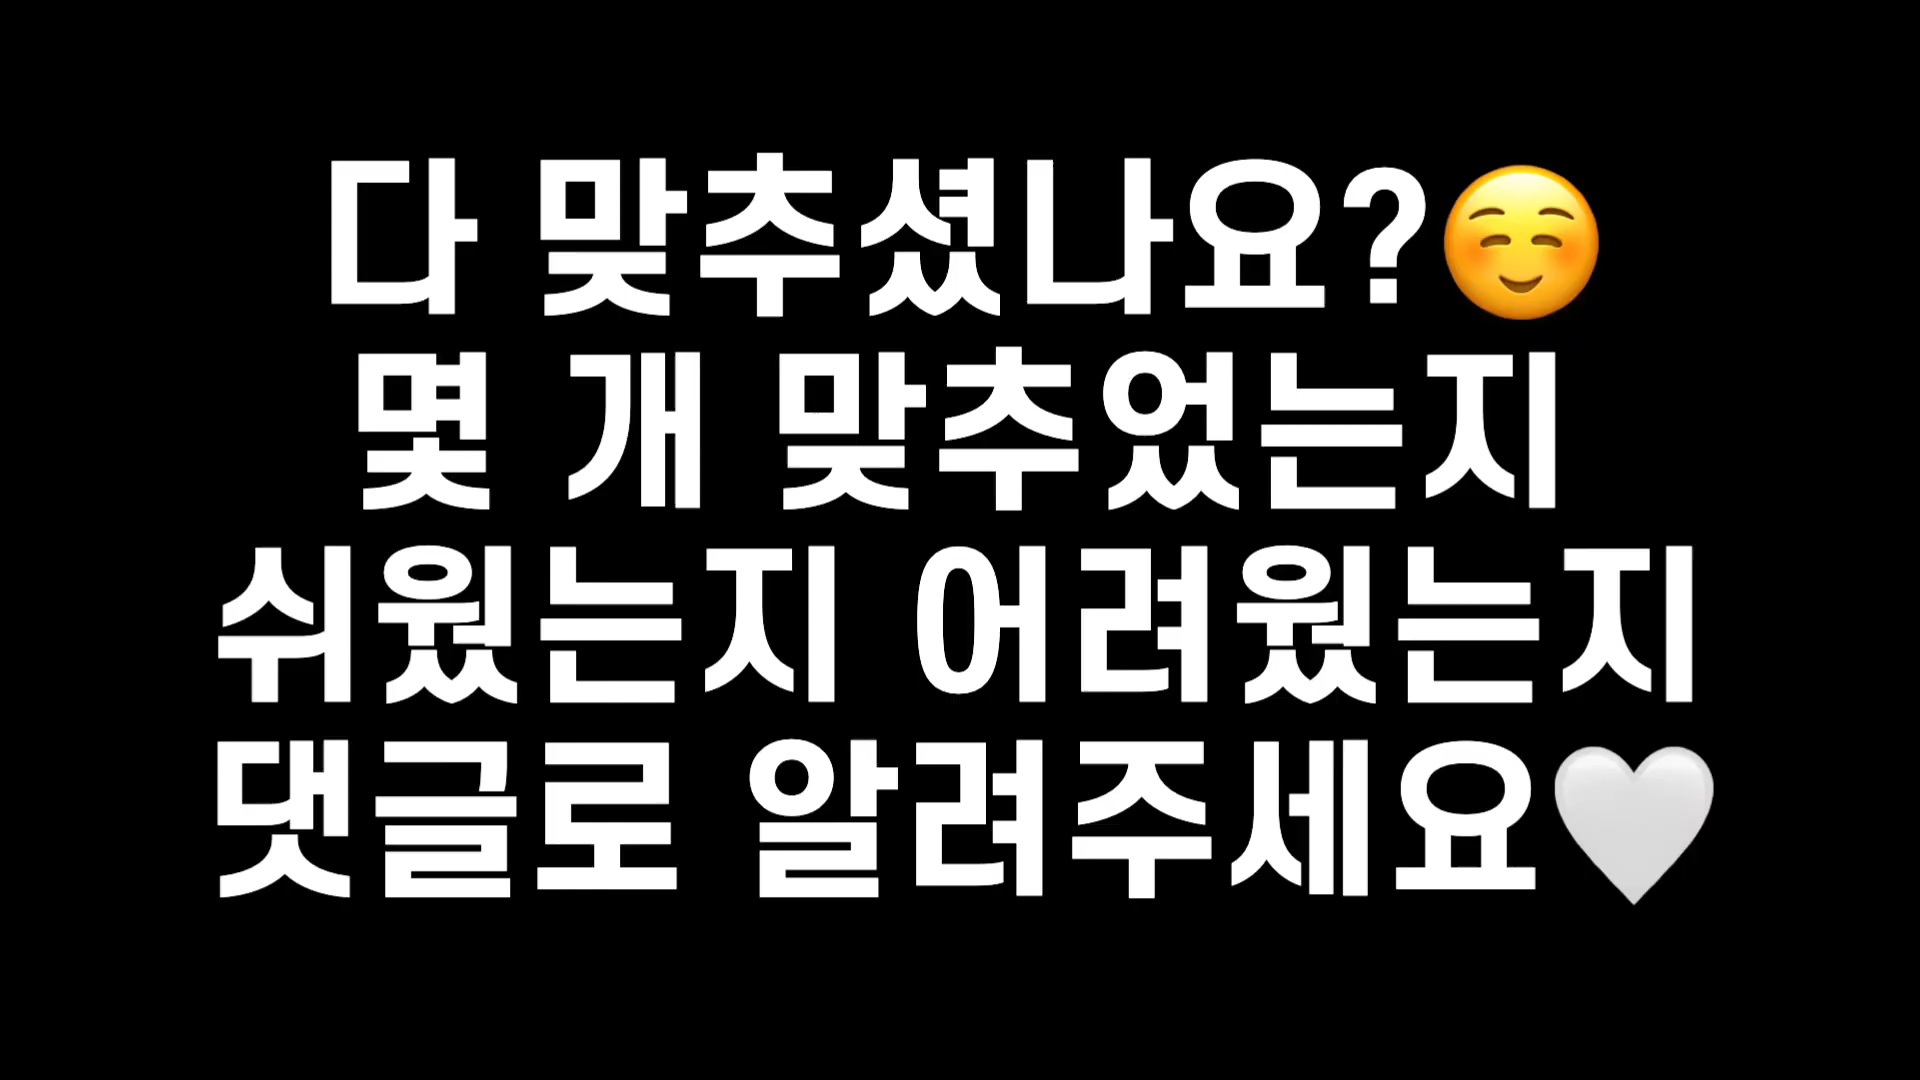 다 맞추셨나요?☺️
몇 개 맞추었는지
쉬웠는지 어려웠는지
댓글로 알려주세요🤍